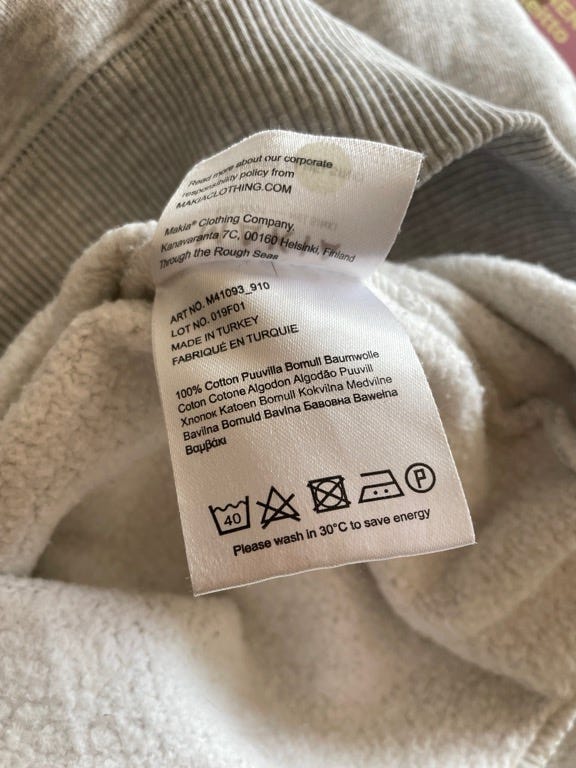 Read more about our corporate
responsibility policy from
MAKIACLOTHING.COM
Makia® Clothing Company.
Kanavaranta 7C, 00160 Helsinki, Finland
Through the Rough Seas
ART NO. M41093_910
LOT NO. 019F01
MADE IN TURKEY
FABRIQUÉ EN TURQUIE
100% Cotton Puuvilla Bomull Baumwolle
Coton Cotone Algodon Algodão Puuvill
Хлопок Katoen Bomull Kokvilna Medvilne
Bavlna Bomuld Bavlna Бавовна Bawełna
Βαμβάκι
40
P
Please wash in 30°C to save energy